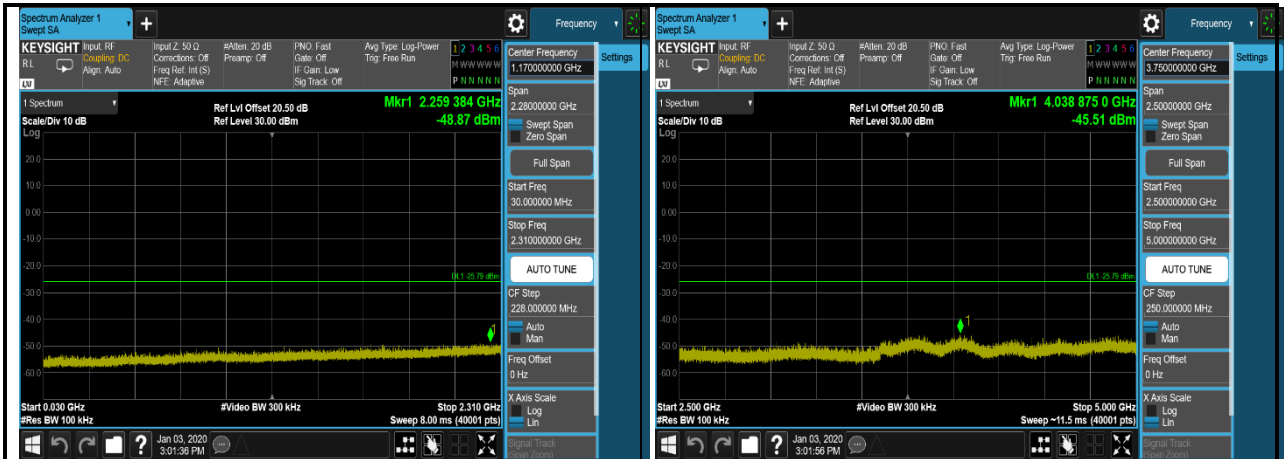 Spectrum Analyzer 1
Swept SA
+
Frequency
KEYSIGHT
RL
LXI
Input: RF
Coupling: DC
Align: Auto
Input Z: 50 Ω
Corrections: Off
Freq Ref: Int (S)
NFE: Adaptive
#Atten: 20 dB
Preamp: Off
PNO: Fast
Gate: Off
IF Gain: Low
Sig Track: Off
Avg Type: Log-Power
Trig: Free Run
1 2 3 4 5 6
M W W W W W
P N N N N N
Center Frequency
1.170000000 GHz
Settings
1 Spectrum
Scale/Div 10 dB
Log
Ref Lvl Offset 20.50 dB
Ref Level 30.00 dBm
Mkr1 2.259 384 GHz
-48.87 dBm
Span
2.28000000 GHz
Swept Span
Zero Span
Full Span
Start Freq
30.000000 MHz
Stop Freq
2.310000000 GHz
AUTO TUNE
CF Step
228.000000 MHz
Auto
Man
Freq Offset
0 Hz
X Axis Scale
Log
Lin
Signal Track
(Span Zoom)
20.0
10.0
0.00
-10.0
-20.0
-30.0
-40.0
-50.0
-60.0
DL1 -25.79 dBm
1
Start 0.030 GHz
#Res BW 100 kHz
#Video BW 300 kHz
Stop 2.310 GHz
Sweep 8.00 ms (40001 pts)
?
Jan 03, 2020
3:01:36 PM
Spectrum Analyzer 1
Swept SA
+
Frequency
KEYSIGHT
RL
LXI
Input: RF
Coupling: DC
Align: Auto
Input Z: 50 Ω
Corrections: Off
Freq Ref: Int (S)
NFE: Adaptive
#Atten: 20 dB
Preamp: Off
PNO: Fast
Gate: Off
IF Gain: Low
Sig Track: Off
Avg Type: Log-Power
Trig: Free Run
1 2 3 4 5 6
M W W W W W
P N N N N N
Center Frequency
3.750000000 GHz
Settings
1 Spectrum
Scale/Div 10 dB
Log
Ref Lvl Offset 20.50 dB
Ref Level 30.00 dBm
Mkr1 4.038 875 0 GHz
-45.51 dBm
Span
2.50000000 GHz
Swept Span
Zero Span
Full Span
Start Freq
2.500000000 GHz
Stop Freq
5.000000000 GHz
AUTO TUNE
CF Step
250.000000 MHz
Auto
Man
Freq Offset
0 Hz
X Axis Scale
Log
Lin
Signal Track
(Span Zoom)
20.0
10.0
0.00
-10.0
-20.0
-30.0
-40.0
-50.0
-60.0
DL1 -25.79 dBm
1
Start 2.500 GHz
#Res BW 100 kHz
#Video BW 300 kHz
Stop 5.000 GHz
Sweep ~11.5 ms (40001 pts)
?
Jan 03, 2020
3:01:56 PM